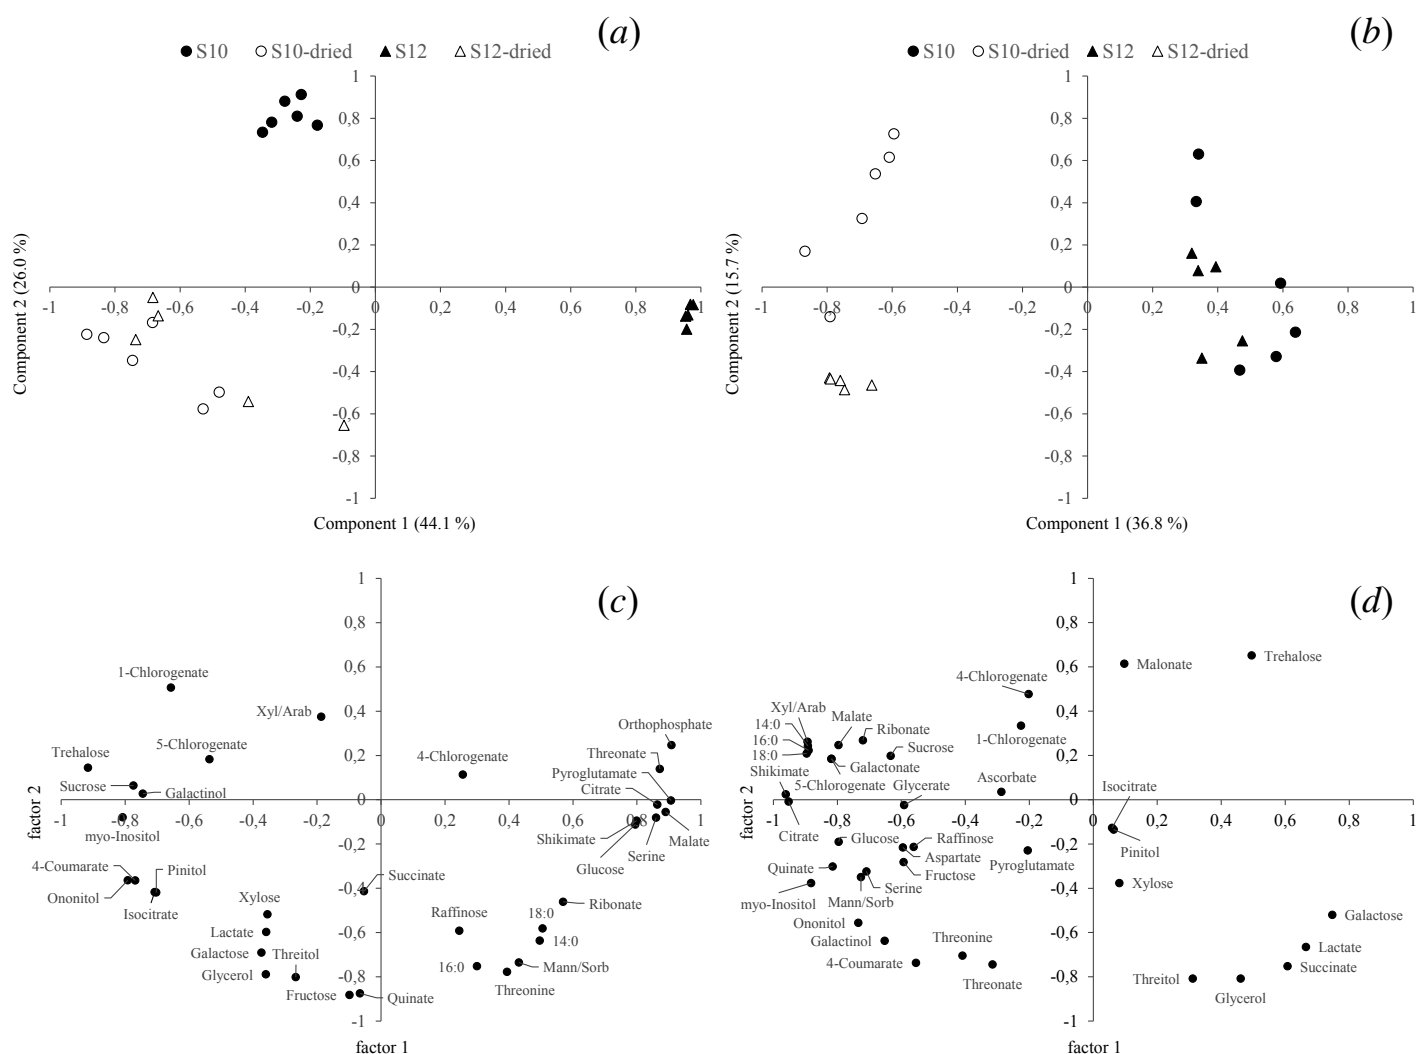 (a)
S10 S10-dried S12 S12-dried
1
0,8
0,6
0,4
0,2
0
-1 -0,8 -0,6 -0,4 -0,2 0 0,2 0,4 0,6 0,8 1
-0,2
-0,4
-0,6
-0,8
-1
Component 2 (26.0 %)
Component 1 (44.1 %)
(b)
S10 S10-dried S12 S12-dried
1
0,8
0,6
0,4
0,2
0
-1 -0,8 -0,6 -0,4 -0,2 0 0,2 0,4 0,6 0,8 1
-0,2
-0,4
-0,6
-0,8
-1
Component 2 (15.7 %)
Component 1 (36.8 %)
(c)
1
0,8
0,6
0,4
0,2
0
-1 -0,8 -0,6 -0,4 -0,2 0 0,2 0,4 0,6 0,8 1
-0,2
-0,4
-0,6
-0,8
-1
1-Chlorogenate
Xyl/Arab
Orthophosphate
5-Chlorogenate
Trehalose
4-Chlorogenate
Threonate
Pyroglutamate
Sucrose
Galactinol
Citrate
myo-Inositol
Shikimate
Malate
Serine
Glucose
4-Coumarate
Pinitol
Succinate
Ononitol
Isocitrate
Xylose
Ribonate
Raffinose
18:0
Lactate
14:0
Galactose
Threitol
16:0
Mann/Sorb
Glycerol
Threonine
Fructose
Quinate
factor 2
factor 1
(d)
1
0,8
0,6
0,4
0,2
0
-1 -0,8 -0,6 -0,4 -0,2 0 0,2 0,4 0,6 0,8 1
-0,2
-0,4
-0,6
-0,8
-1
4-Chlorogenate
Malonate
Trehalose
Xyl/Arab
14:0
Malate
Ribonate
16:0
1-Chlorogenate
18:0
Sucrose
Shikimate
Galactonate
5-Chlorogenate
Glycerate
Ascorbate
Isocitrate
Citrate
Glucose
Raffinose
Aspartate
Pyroglutamate
Pinitol
Quinate
Fructose
Serine
Xylose
myo-Inositol
Mann/Sorb
Ononitol
Galactose
Galactinol
Threonine
Lactate
4-Coumarate
Threonate
Succinate
Threitol
Glycerol
factor 2
factor 1